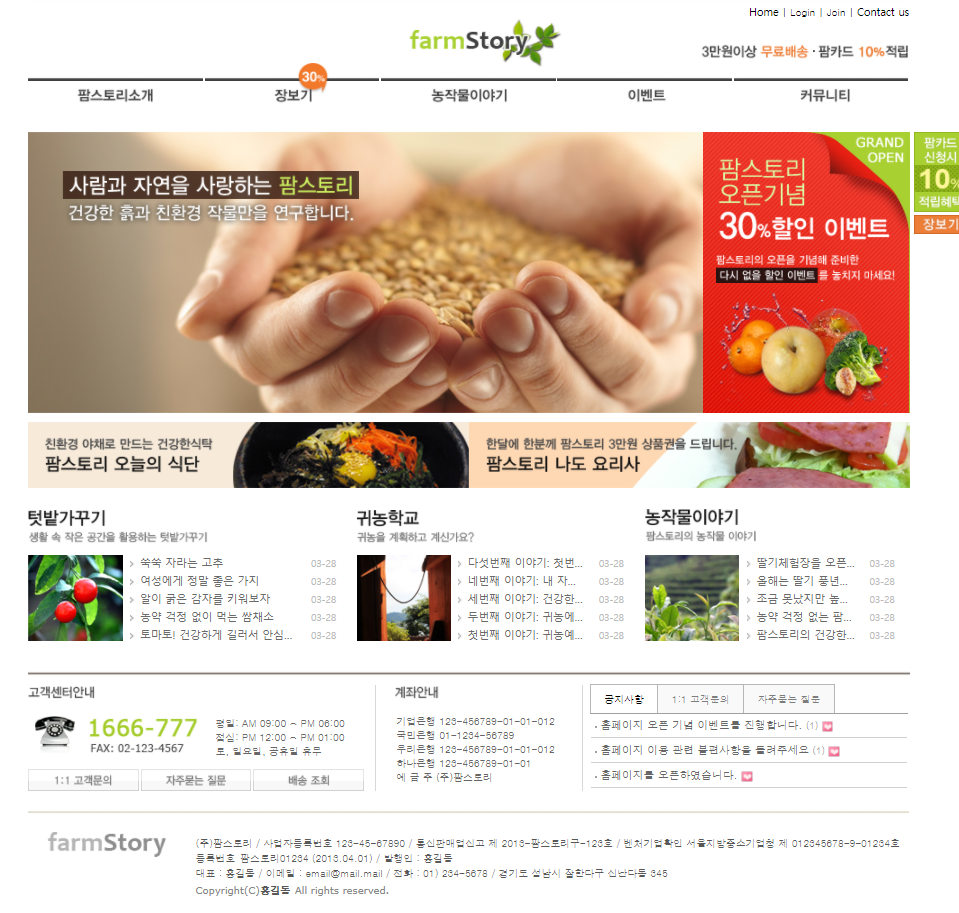 Home | Login | Join | Contact us
farmStory
3만원이상 무료배송 · 팜카드 10%적립
30%
팜스토리소개 장보기 농작물이야기 이벤트 커뮤니티
사람과 자연을 사랑하는 팜스토리
건강한 흙과 친환경 작물만을 연구합니다.
GRAND
OPEN
팜스토리
오픈기념
30%할인 이벤트
팜스토리의 오픈을 기념해 준비한
다시 없을 할인 이벤트를 놓치지 마세요!
팜카드
신청시
10%
적립혜택
장보기
친환경 야채로 만드는 건강한식탁
팜스토리 오늘의 식단
한달에 한분께 팜스토리 3만원 상품권을 드립니다.
팜스토리 나도 요리사
텃밭가꾸기
생활 속 작은 공간을 활용하는 텃밭가꾸기
쑥쑥 자라는 고추 03-28
여성에게 정말 좋은 가지 03-28
알이 굵은 감자를 키워보자 03-28
농약 걱정 없이 먹는 쌈채소 03-28
토마토! 건강하게 길러서 안심... 03-28
귀농학교
귀농을 계획하고 계신가요?
다섯번째 이야기: 첫번... 03-28
네번째 이야기: 내 자... 03-28
세번째 이야기: 건강한... 03-28
두번째 이야기: 귀농에... 03-28
첫번째 이야기: 귀농예... 03-28
농작물이야기
팜스토리의 농작물 이야기
딸기체험장을 오픈... 03-28
올해는 딸기 풍년... 03-28
조금 못났지만 높... 03-28
농약 걱정 없는 팜... 03-28
팜스토리의 건강한... 03-28
고객센터안내
1666-777
FAX: 02-123-4567
평일: AM 09:00 ~ PM 06:00
점심: PM 12:00 ~ PM 01:00
토, 일요일, 공휴일 휴무
1:1 고객문의 자주묻는 질문 배송 조회
계좌안내
기업은행 123-456789-01-01-012
국민은행 01-1234-56789
우리은행 123-456789-01-01-012
하나은행 123-456789-01-01
예 금 주 (주)팜스토리
공지사항 1:1 고객문의 자주묻는 질문
· 홈페이지 오픈 기념 이벤트를 진행합니다. (1)
· 홈페이지 이용 관련 불편사항을 들려주세요 (1)
· 홈페이지를 오픈하였습니다.
farmStory
(주)팜스토리 / 사업자등록번호 123-45-67890 / 통신판매업신고 제 2013-팜스토리구-123호 / 벤처기업확인 서울지방중소기업청 제 012345678-9-01234호
등록번호 팜스토리01234 (2013.04.01) / 발행인 : 홍길동
대표 : 홍길동 / 이메일 : email@mail.mail / 전화 : 01) 234-5678 / 경기도 성남시 잘한다구 신난다동 345
Copyright(C)홍길동 All rights reserved.